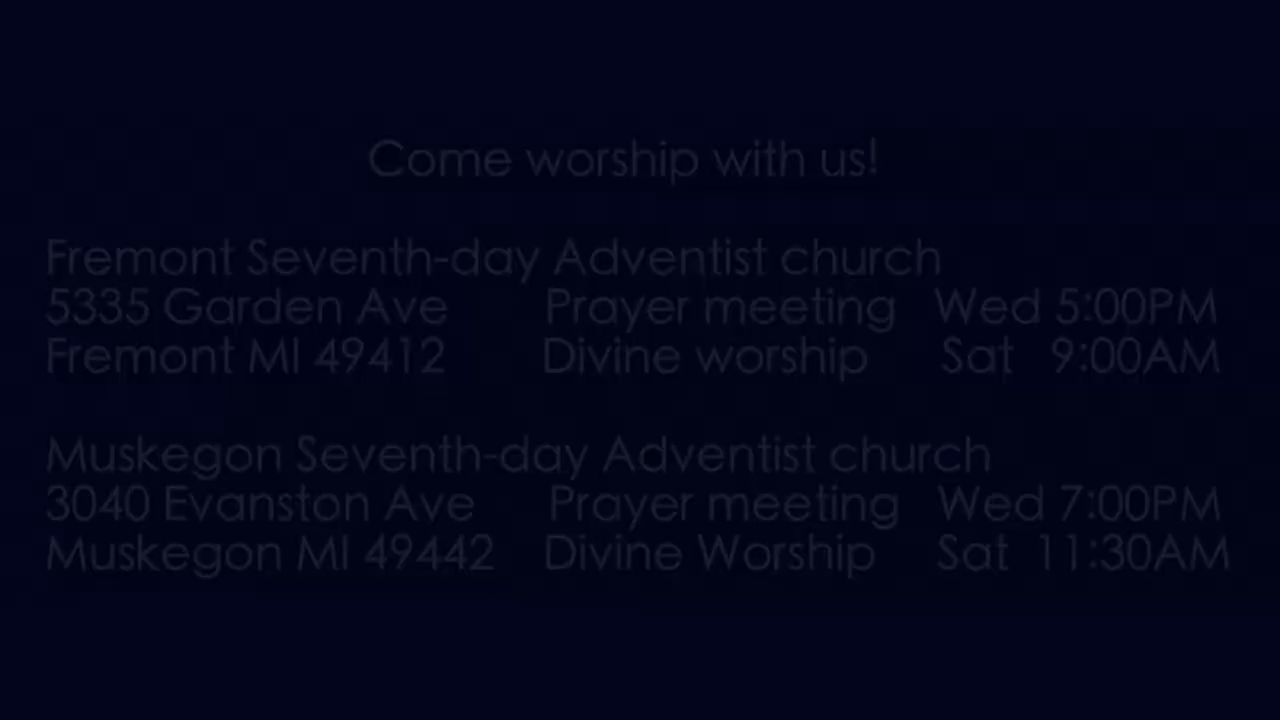 Come worship with us!
Fremont Seventh-day Adventist church
5335 Garden Ave Prayer meeting Wed 5:00PM
Fremont MI 49412 Divine worship Sat 9:00AM
Muskegon Seventh-day Adventist church
3040 Evanston Ave Prayer meeting Wed 7:00PM
Muskegon MI 49442 Divine Worship Sat 11:30AM